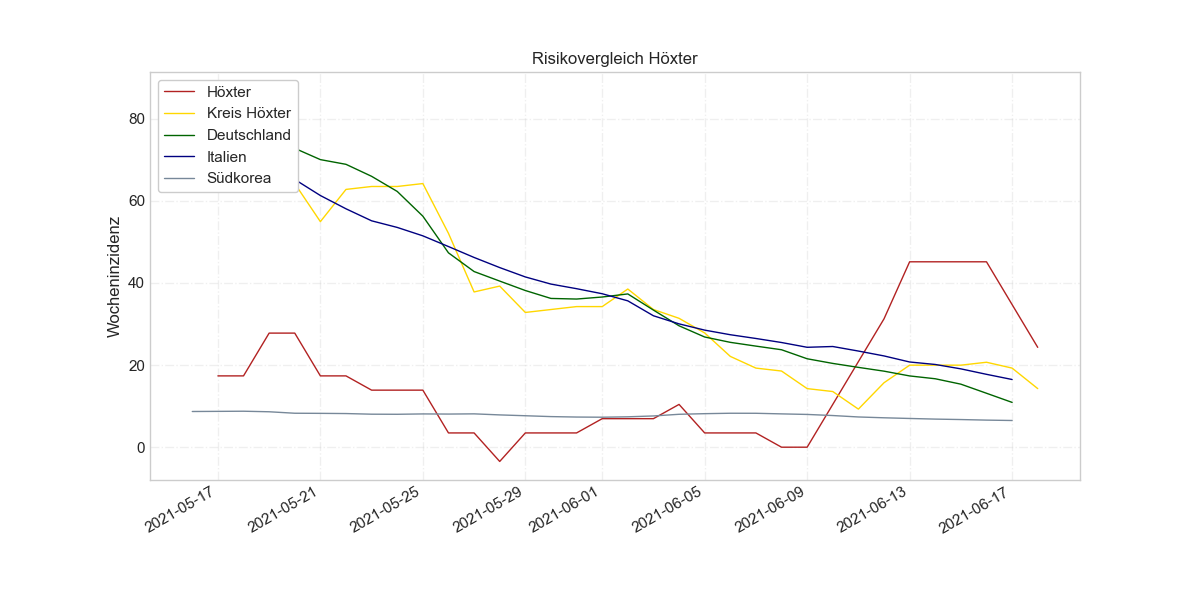 Risikovergleich Höxter
Höxter
Kreis Höxter
Deutschland
Italien
Südkorea
Wocheninzidenz
80
60
40
20
0
2021-05-17
2021-05-21
2021-05-25
2021-05-29
2021-06-01
2021-06-05
2021-06-09
2021-06-13
2021-06-17